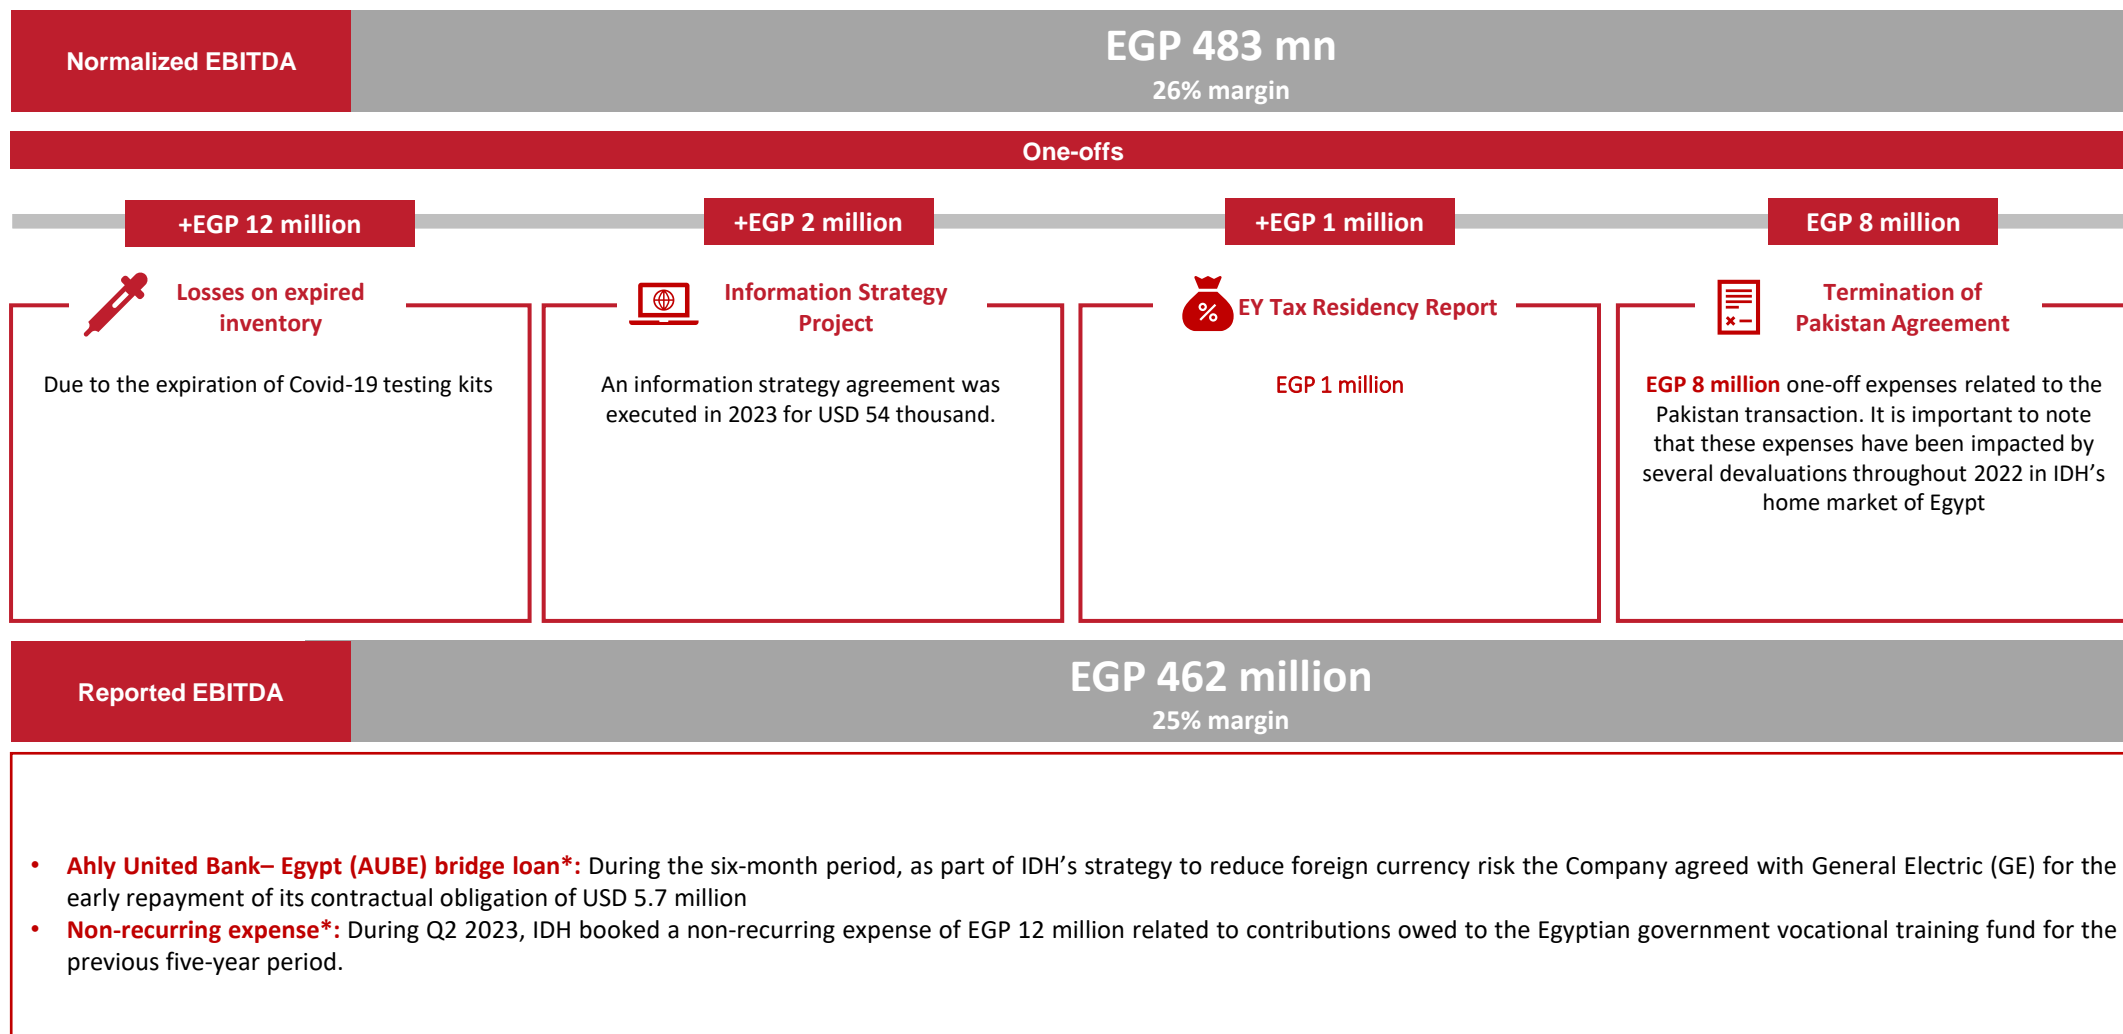 Normalized EBITDA
EGP 483 mn
26% margin
One-offs
+EGP 12 million
+EGP 2 million
+EGP 1 million
EGP 8 million
Losses on expired
inventory
Due to the expiration of Covid-19 testing kits
Information Strategy
Project
An information strategy agreement was
executed in 2023 for USD 54 thousand.
%
EY Tax Residency Report
EGP 1 million
Termination of
Pakistan Agreement
EGP 8 million one-off expenses related to the
Pakistan transaction. It is important to note
that these expenses have been impacted by
several devaluations throughout 2022 in IDH’s
home market of Egypt
Reported EBITDA
EGP 462 million
25% margin
• Ahly United Bank– Egypt (AUBE) bridge loan*: During the six-month period, as part of IDH’s strategy to reduce foreign currency risk the Company agreed with General Electric (GE) for the
early repayment of its contractual obligation of USD 5.7 million
• Non-recurring expense*: During Q2 2023, IDH booked a non-recurring expense of EGP 12 million related to contributions owed to the Egyptian government vocational training fund for the
previous five-year period.